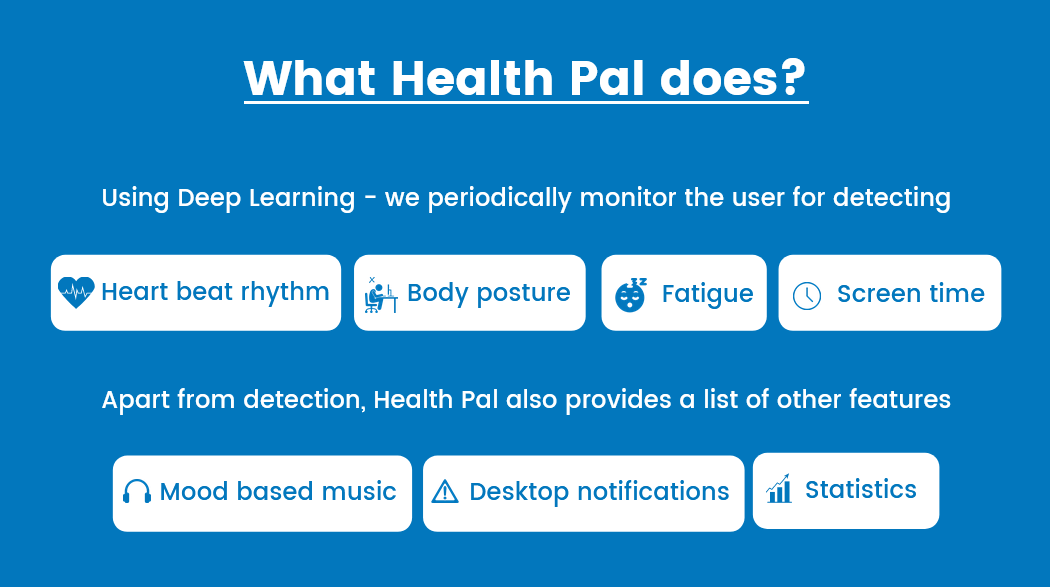 What Health Pal does?
Using Deep Learning - we periodically monitor the user for detecting
Heart beat rhythm
Body posture
Fatigue
Screen time
Apart from detection, Health Pal also provides a list of other features
Mood based music
Desktop notifications
Statistics